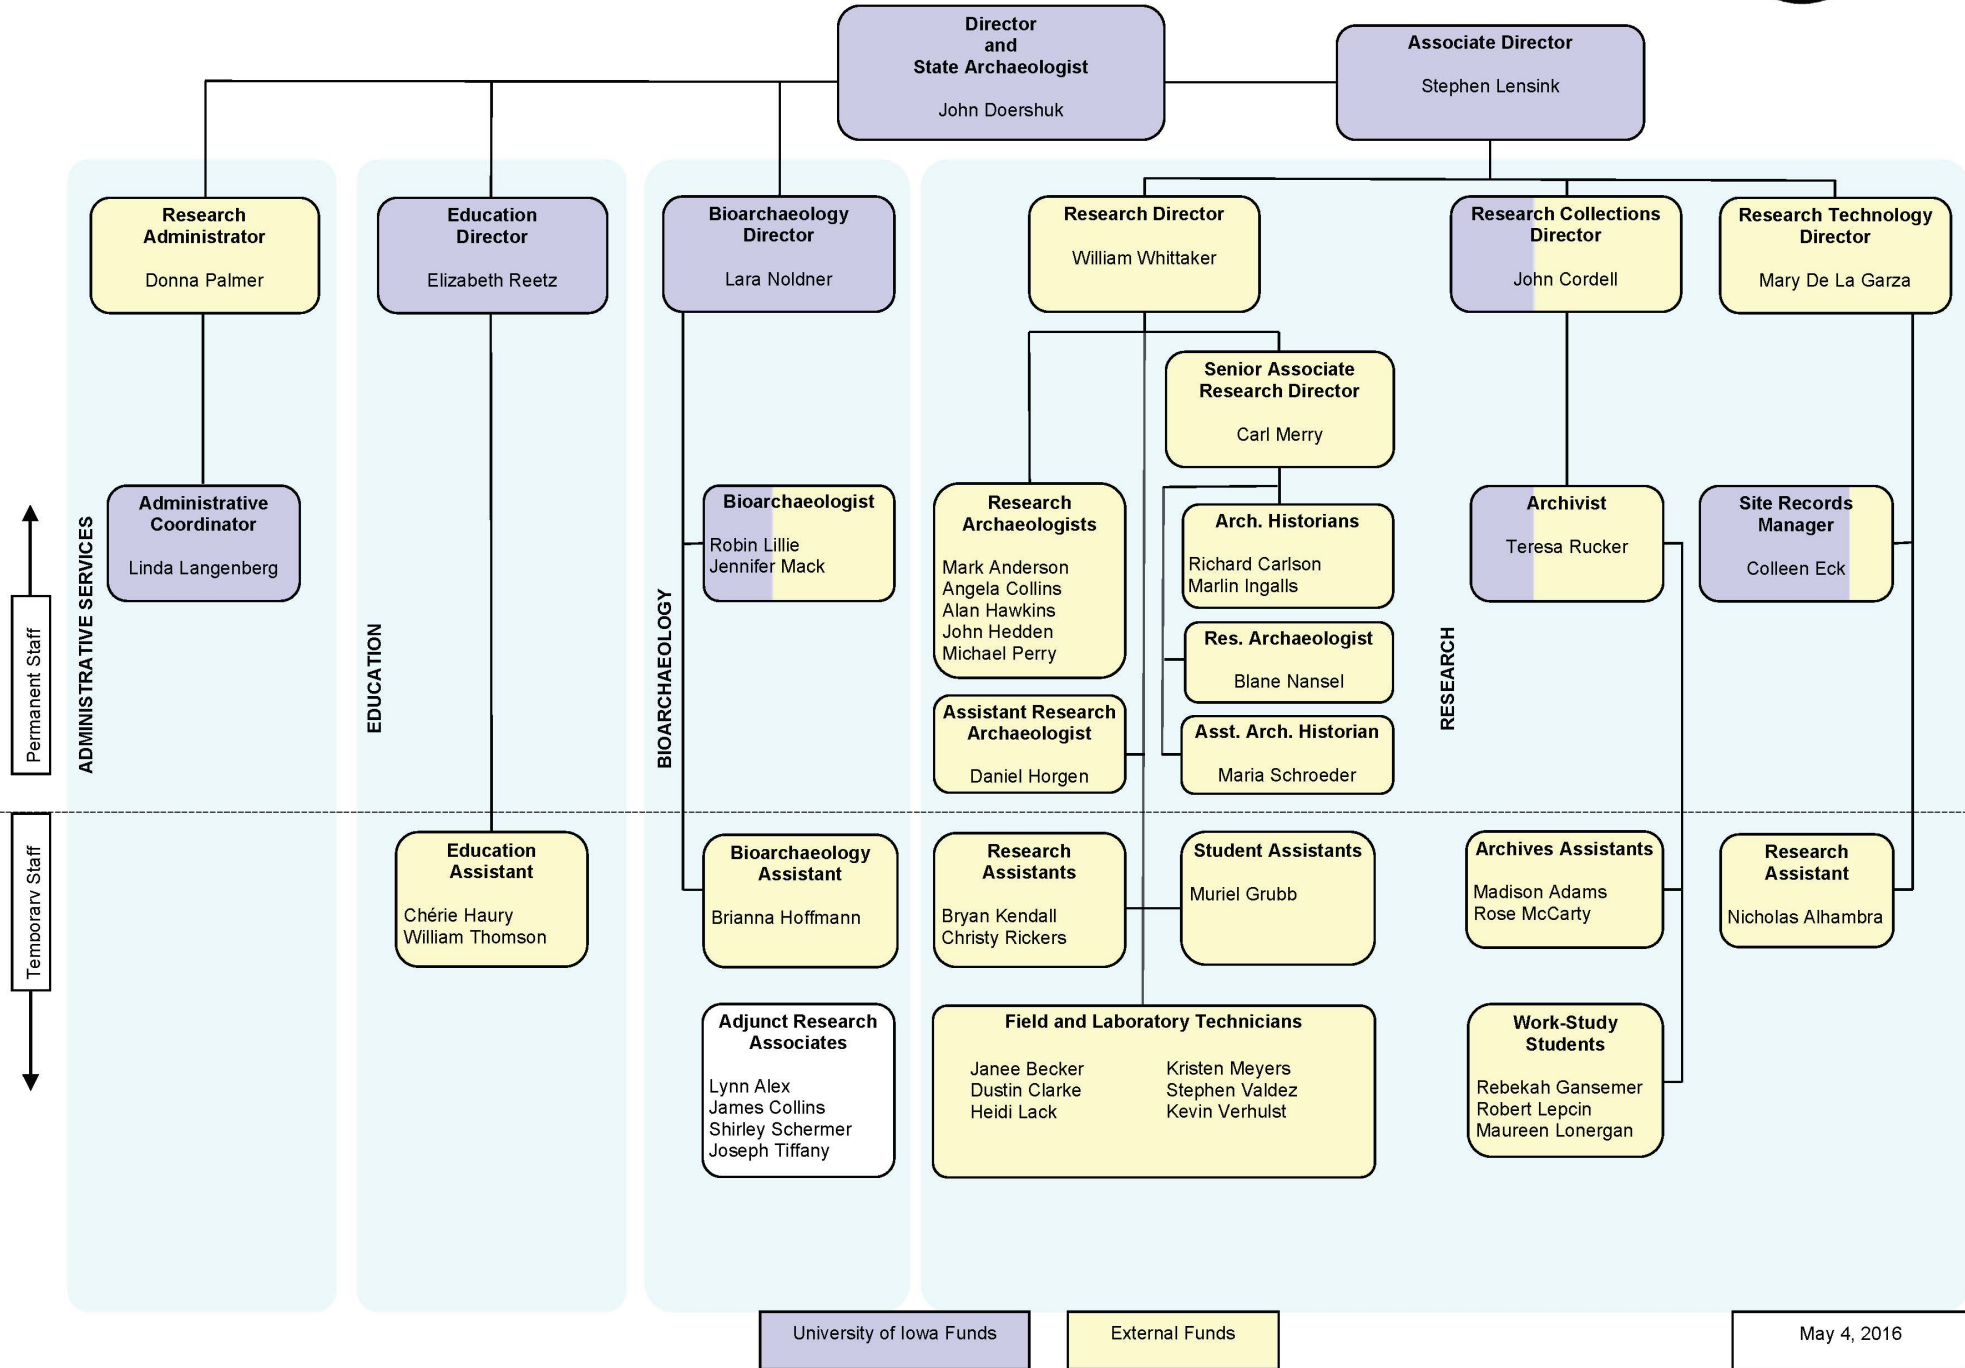 Director
and
State Archaeologist
John Doershuk
Associate Director
Stephen Lensink
Research
Administrator
Donna Palmer
Education
Director
Elizabeth Reetz
Bioarchaeology
Director
Lara Noldner
Research Director
William Whittaker
Research Collections
Director
John Cordell
Research Technology
Director
Mary De La Garza
Senior Associate
Research Director
Carl Merry
Permanent Staff
ADMINISTRATIVE SERVICES
Administrative
Coordinator
Linda Langenberg
EDUCATION
BIOARCHAEOLOGY
Bioarchaeologist
Robin Lillie
Jennifer Mack
Research
Archaeologists
Mark Anderson
Angela Collins
Alan Hawkins
John Hedden
Michael Perry
Arch. Historians
Richard Carlson
Marlin Ingalls
Res. Archaeologist
Blane Nansel
Assistant Research
Archaeologist
Daniel Horgen
Asst. Arch. Historian
Maria Schroeder
RESEARCH
Archivist
Teresa Rucker
Site Records
Manager
Colleen Eck
Temporary Staff
Education
Assistant
Chérie Haury
William Thomson
Bioarchaeology
Assistant
Brianna Hoffmann
Research
Assistants
Bryan Kendall
Christy Rickers
Student Assistants
Muriel Grubb
Archives Assistants
Madison Adams
Rose McCarty
Research
Assistant
Nicholas Alhambra
Adjunct Research
Associates
Lynn Alex
James Collins
Shirley Schermer
Joseph Tiffany
Field and Laboratory Technicians
Janee Becker
Dustin Clarke
Heidi Lack
Kristen Meyers
Stephen Valdez
Kevin Verhulst
Work-Study
Students
Rebekah Gansemer
Robert Lepcin
Maureen Lonergan
University of Iowa Funds
External Funds
May 4, 2016